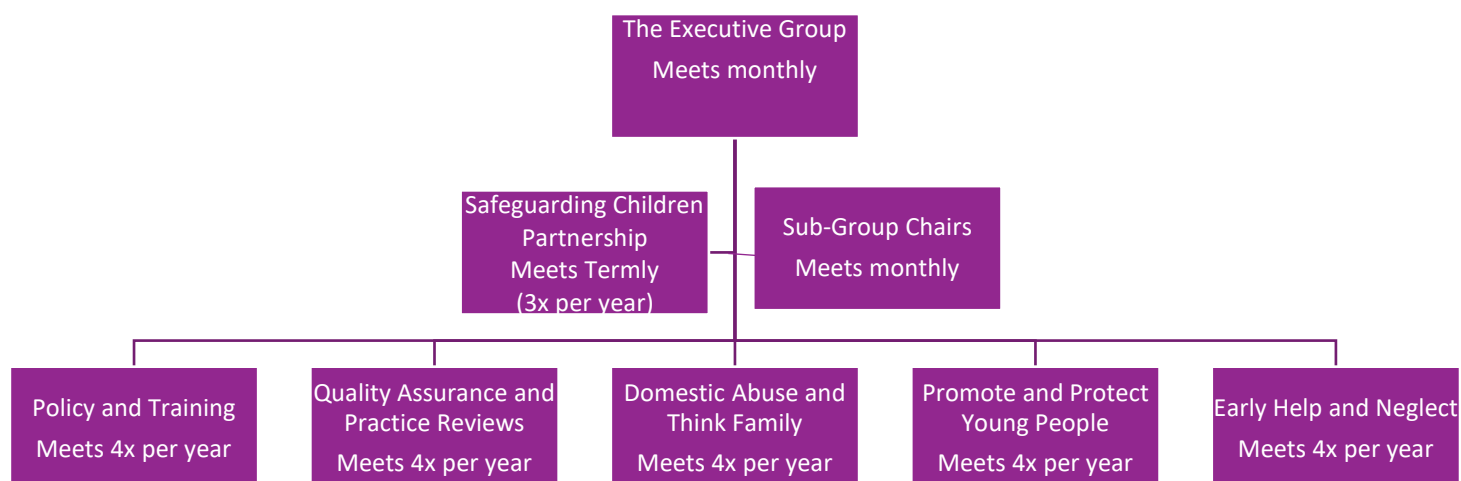 The Executive Group
Meets monthly
Safeguarding Children
Partnership
Meets Termly
(3x per year)
Sub-Group Chairs
Meets monthly
Policy and Training
Meets 4x per year
Quality Assurance and
Practice Reviews
Meets 4x per year
Domestic Abuse and
Think Family
Meets 4x per year
Promote and Protect
Young People
Meets 4x per year
Early Help and Neglect
Meets 4x per year